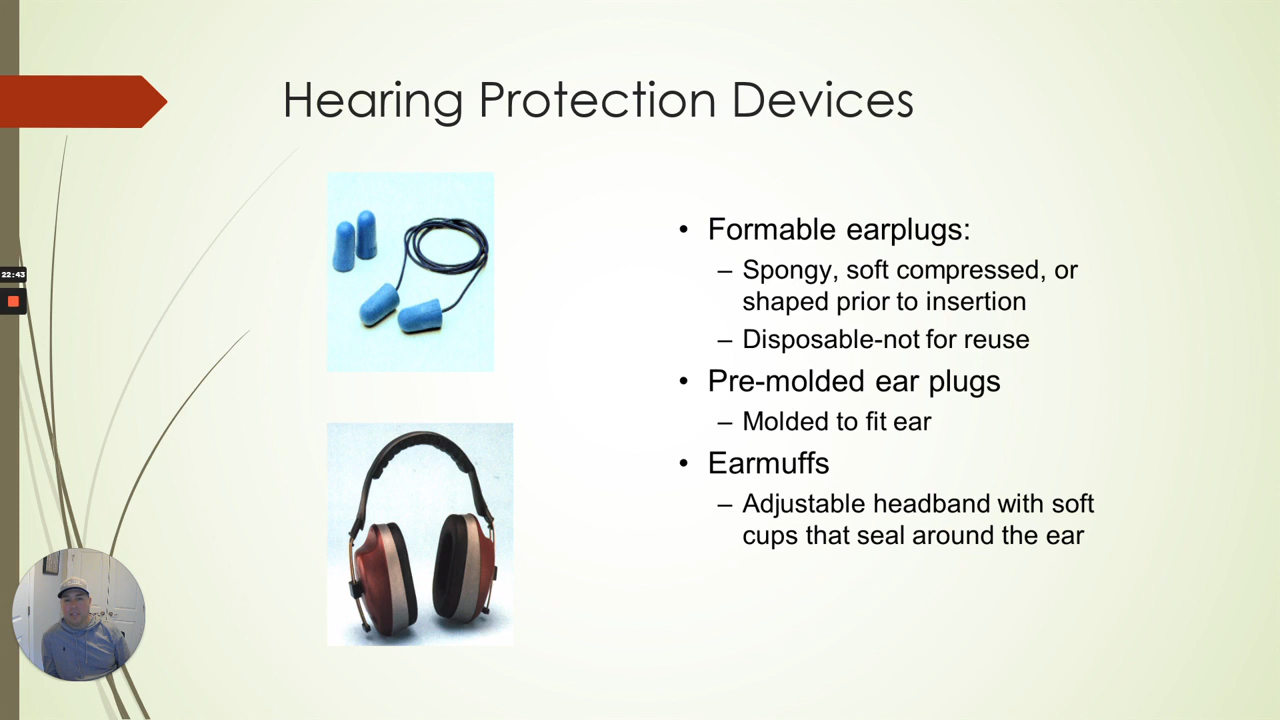 Hearing Protection Devices
22:43
• Formable earplugs:
– Spongy, soft compressed, or
shaped prior to insertion
– Disposable-not for reuse
• Pre-molded ear plugs
– Molded to fit ear
• Earmuffs
– Adjustable headband with soft
cups that seal around the ear